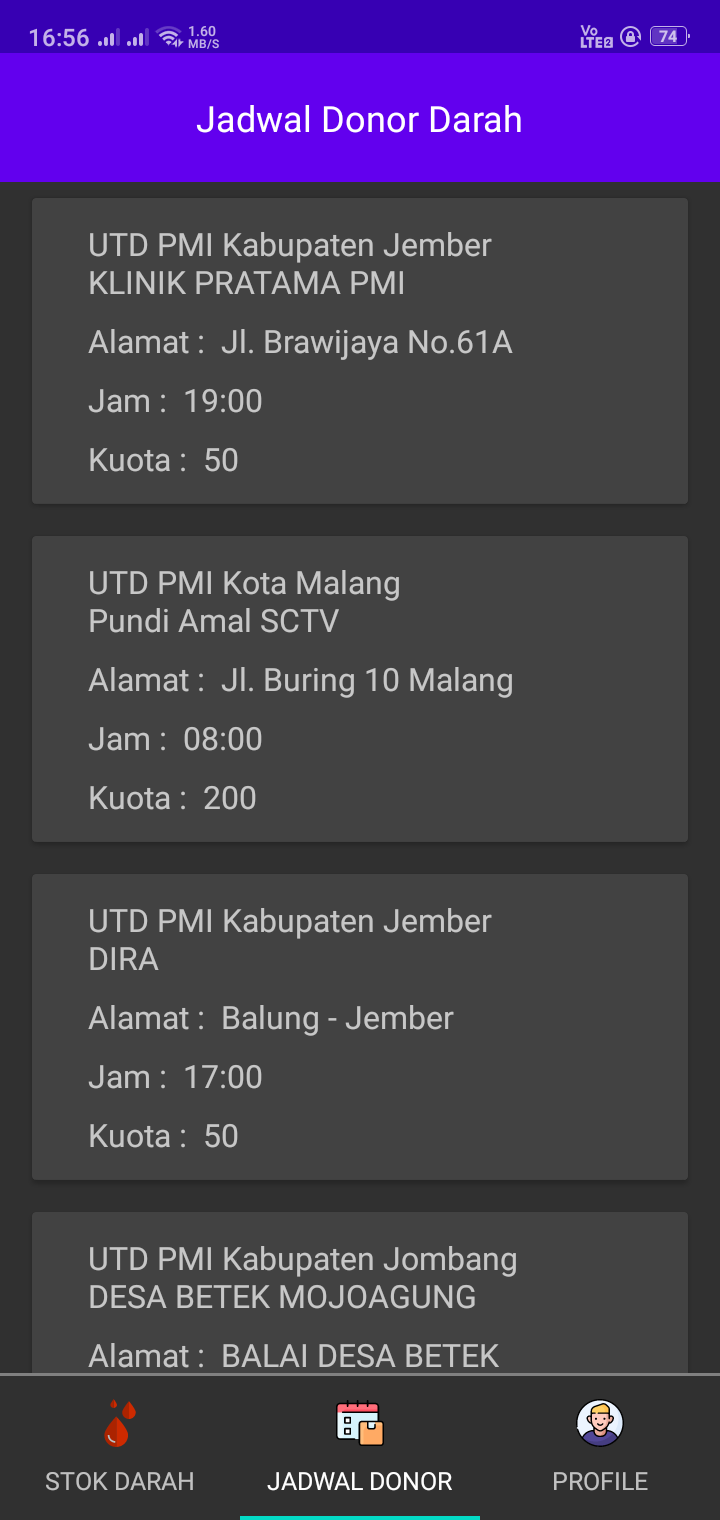 16:56 1.60 MB/S Vo LTE2 74
Jadwal Donor Darah
UTD PMI Kabupaten Jember
KLINIK PRATAMA PMI
Alamat : Jl. Brawijaya No.61A
Jam : 19:00
Kuota : 50
UTD PMI Kota Malang
Pundi Amal SCTV
Alamat : Jl. Buring 10 Malang
Jam : 08:00
Kuota : 200
UTD PMI Kabupaten Jember
DIRA
Alamat : Balung - Jember
Jam : 17:00
Kuota : 50
UTD PMI Kabupaten Jombang
DESA BETEK MOJOAGUNG
Alamat : BALAI DESA BETEK
STOK DARAH JADWAL DONOR PROFILE